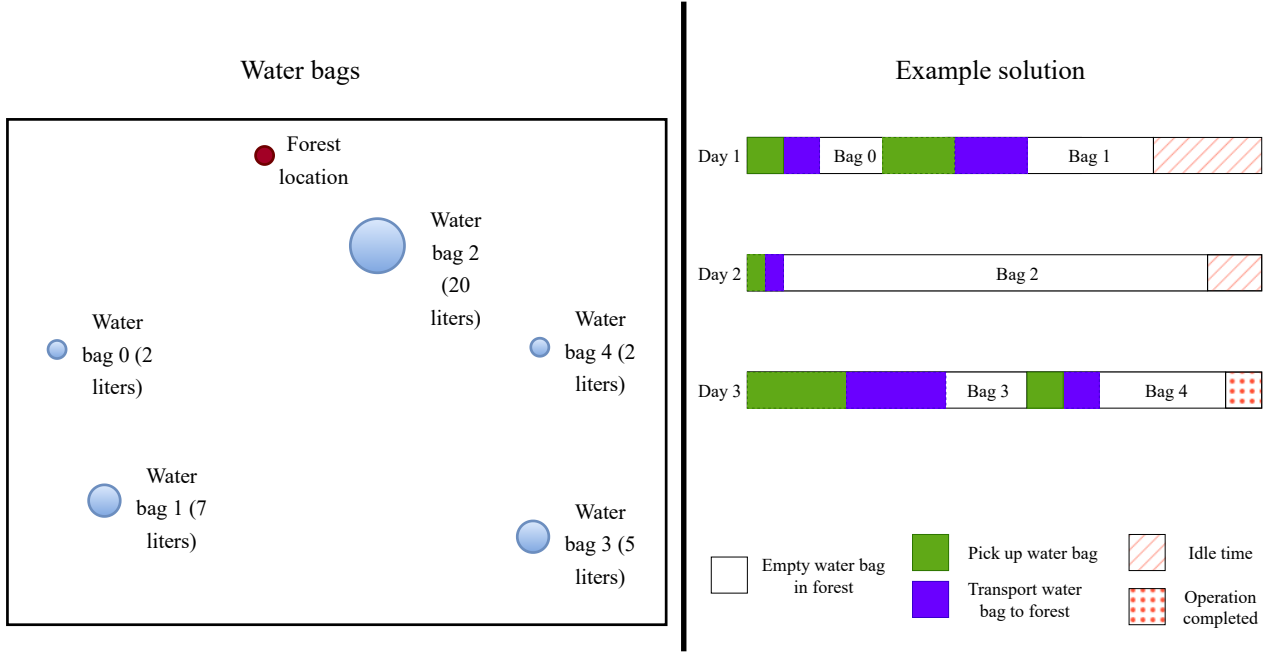 Water bags
Forest
location
Water
bag 2
(20
liters)
Water
bag 0 (2
liters)
Water
bag 4 (2
liters)
Water
bag 1 (7
liters)
Water
bag 3 (5
liters)
Example solution
Day 1
Bag 0
Bag 1
Day 2
Bag 2
Day 3
Bag 3
Bag 4
Empty water bag
in forest
Pick up water bag
Transport water
bag to forest
Idle time
Operation
completed